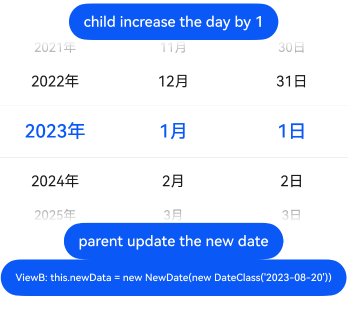 child increase the day by 1
2021年 11月 30日
2022年 12月 31日
2023年 1月 1日
2024年 2月 2日
2025年 3月 3日
parent update the new date
ViewB: this.newData = new NewDate(new DateClass('2023-08-20'))